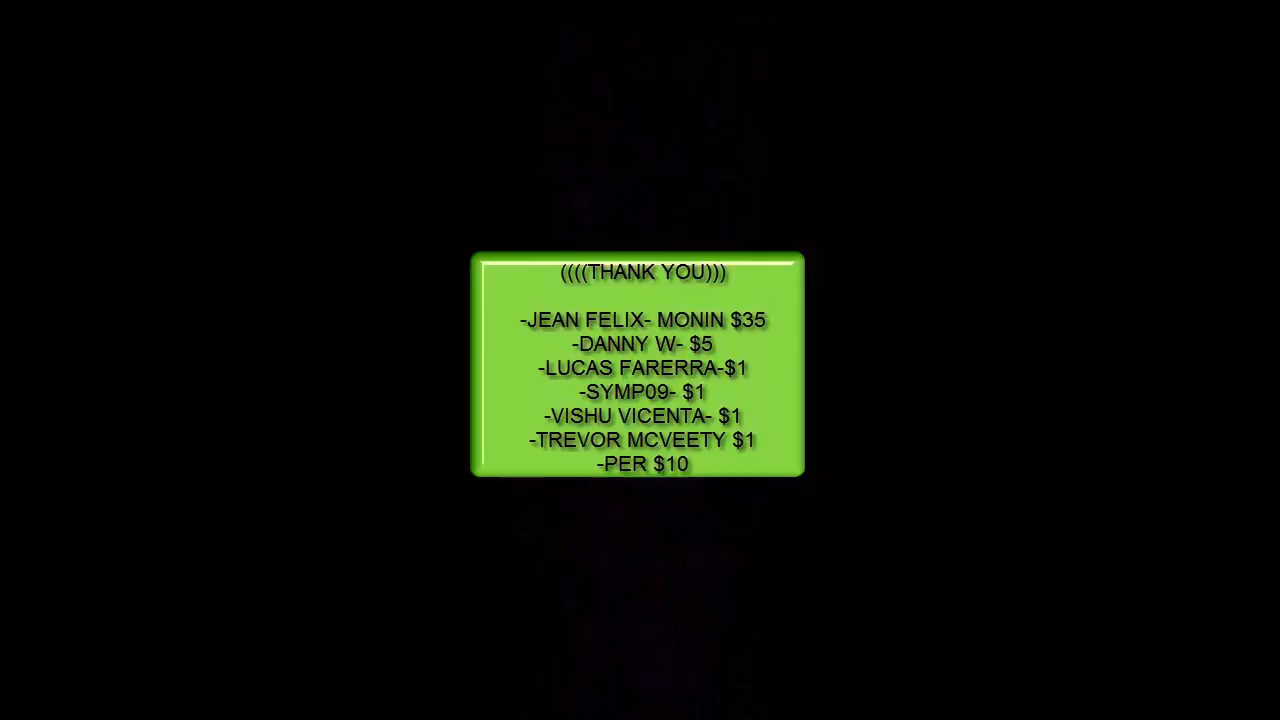 ((((THANK YOU)))
-JEAN FELIX- MONIN $35
-DANNY W- $5
-LUCAS FARERRA-$1
-SYMP09- $1
-VISHU VICENTA- $1
-TREVOR MCVEETY $1
-PER $10